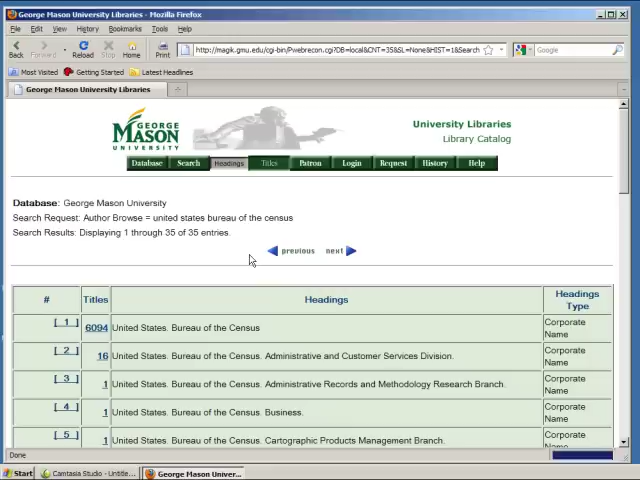 George Mason University Libraries - Mozilla Firefox
File Edit View History Bookmarks Tools Help
Back Forward Reload Stop Home Print http://magik.gmu.edu/cgi-bin/Pwebrecon.cgi?DB=local&CNT=35&SL=None&HIST=1&Search Google
Most Visited Getting Started Latest Headlines
George Mason University Libraries
GEORGE
MASON
UNIVERSITY
University Libraries
Library Catalog
Database Search Headings Titles Patron Login Request History Help
Database: George Mason University
Search Request: Author Browse = united states bureau of the census
Search Results: Displaying 1 through 35 of 35 entries.
previous next
# Titles Headings Headings Type
[ 1 ] 6094 United States. Bureau of the Census Corporate Name
[ 2 ] 16 United States. Bureau of the Census. Administrative and Customer Services Division. Corporate Name
[ 3 ] 1 United States. Bureau of the Census. Administrative Records and Methodology Research Branch. Corporate Name
[ 4 ] 1 United States. Bureau of the Census. Business. Corporate Name
[ 5 ] 1 United States. Bureau of the Census. Cartographic Products Management Branch. Corporate Name
Done
Start Camtasia Studio - Untitle... George Mason Univer...